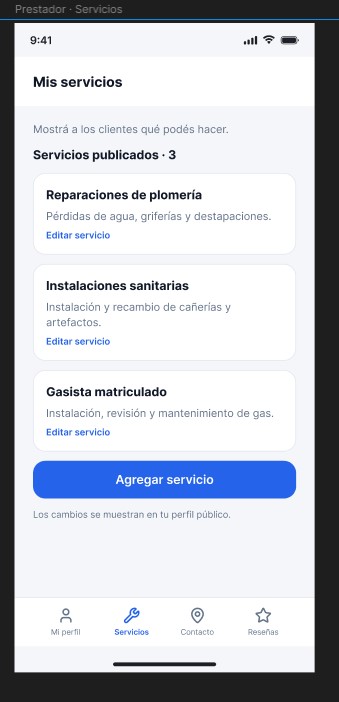 Prestador · Servicios
9:41
Mis servicios
Mostrá a los clientes qué podés hacer.
Servicios publicados · 3
Reparaciones de plomería
Pérdidas de agua, griferías y destapaciones.
Editar servicio
Instalaciones sanitarias
Instalación y recambio de cañerías y
artefactos.
Editar servicio
Gasista matriculado
Instalación, revisión y mantenimiento de gas.
Editar servicio
Agregar servicio
Los cambios se muestran en tu perfil público.
Mi perfil
Servicios
Contacto
Reseñas